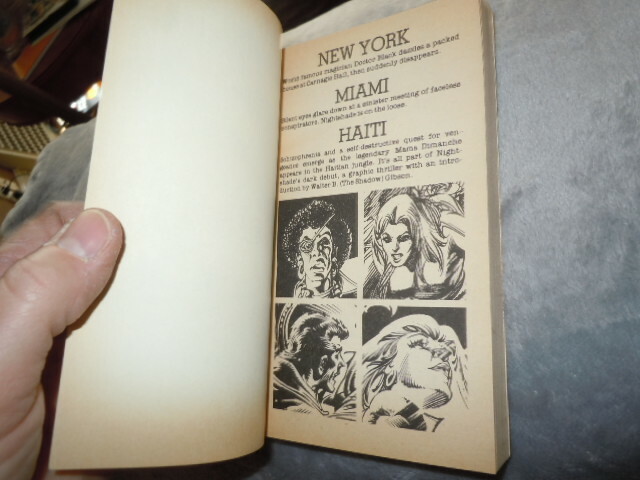 NEW YORK
World famous magician Doctor Black dazzles a packed
house at Carnage Hall, then suddenly disappears.
MIAMI
Silent eyes glare down at a sinister meeting of faceless
conspirators. Nightshade is on the loose.
HAITI
Schizophrenia and a self-destructive quest for ven-
geance emerge as the legendary Mama Dimanche
appears in the Haitian jungle. It's all part of Night-
shade's dark debut, a graphic thriller with an intro-
duction by Walter B. (The Shadow) Gibson.